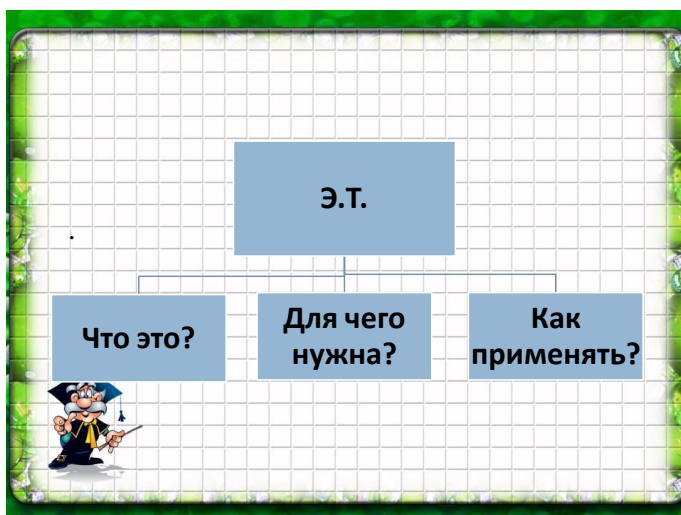 Э.Т.
.
Что это?
Для чего
нужна?
Как
применять?